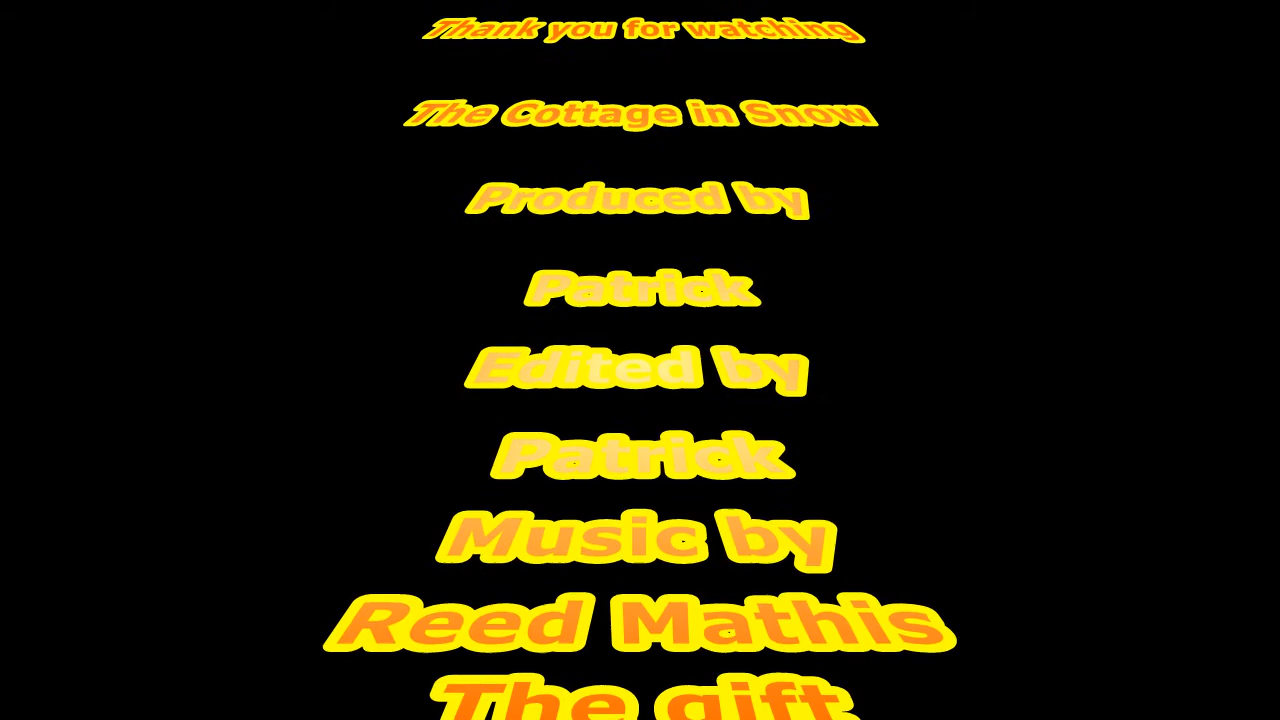 Thank you for watching
The Cottage in Snow
Produced by
Patrick
Edited by
Patrick
Music by
Reed Mathis
The gift